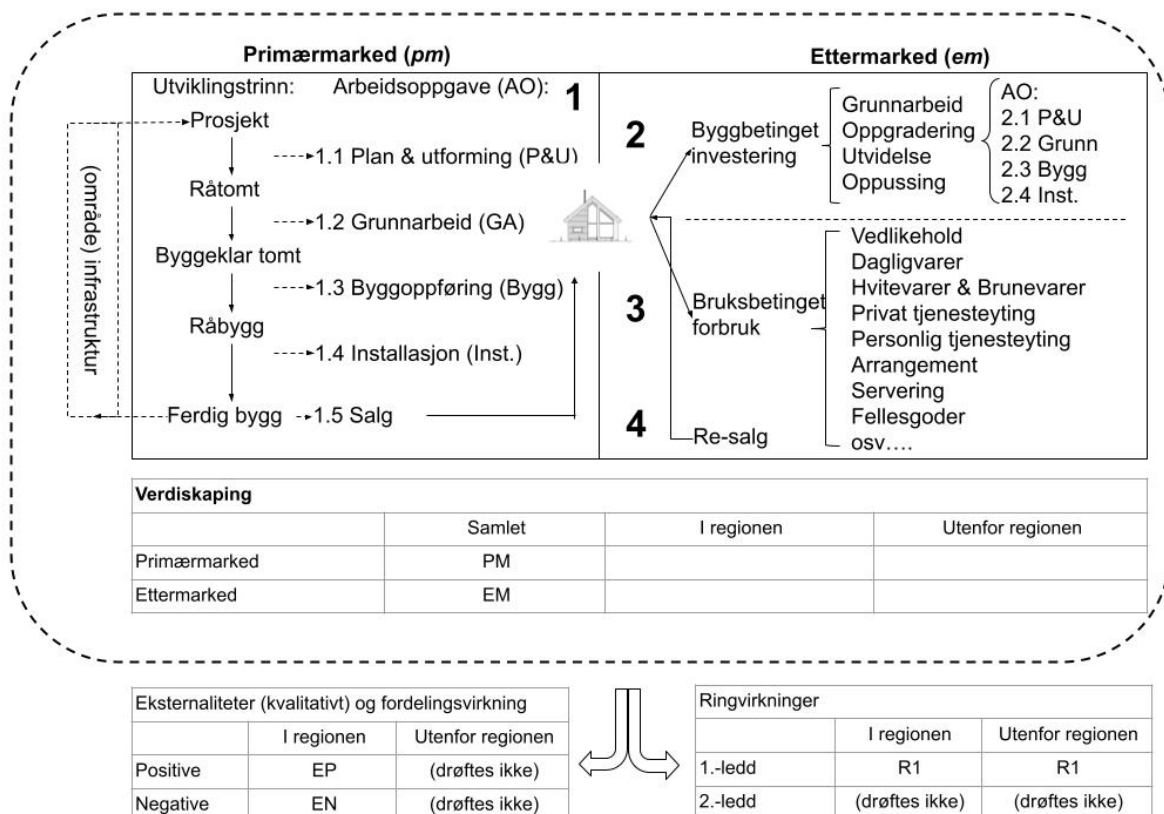 Primærmarked (pm)
Utviklingstrinn:
Arbeidsoppgave (AO):
1
Prosjekt
1.1 Plan & utforming (P&U)
Råtomt
1.2 Grunnarbeid (GA)
Byggeklar tomt
1.3 Byggoppføring (Bygg)
Råbygg
1.4 Installasjon (Inst.)
Ferdig bygg
1.5 Salg
(område) infrastruktur
Ettermarked (em)
2
Byggbetinget
investering
Grunnarbeid
Oppgradering
Utvidelse
Oppussing
AO:
2.1 P&U
2.2 Grunn
2.3 Bygg
2.4 Inst.
3
Bruksbetinget
forbruk
Vedlikehold
Dagligvarer
Hvitevarer & Brunevarer
Privat tjenesteyting
Personlig tjenesteyting
Arrangement
Servering
Fellesgoder
osv....
4
Re-salg
Verdiskaping
Samlet I regionen Utenfor regionen
Primærmarked PM
Ettermarked EM
Eksternaliteter (kvalitativt) og fordelingsvirkning
I regionen Utenfor regionen
Positive EP (drøftes ikke)
Negative EN (drøftes ikke)
Ringvirkninger
I regionen Utenfor regionen
1.-ledd R1 R1
2.-ledd (drøftes ikke) (drøftes ikke)